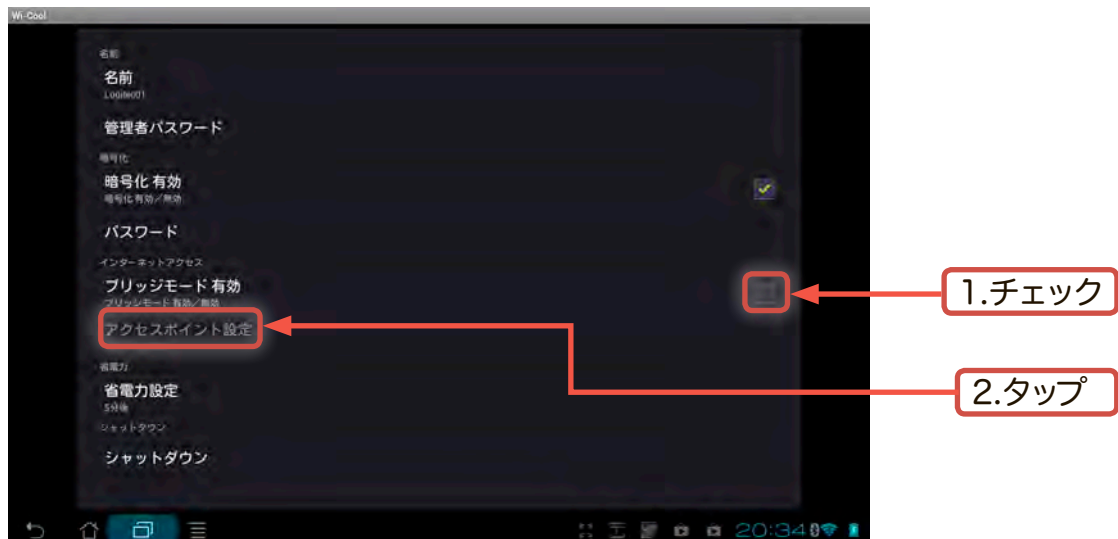 Wi-Cool
名前
名前
Logitec01
管理者パスワード
暗号化
暗号化 有効
暗号化 有効／無効
パスワード
インターネットアクセス
ブリッジモード 有効
ブリッジモード 有効／無効
1.チェック
アクセスポイント設定
省電力
省電力設定
5分後
2.タップ
シャットダウン
シャットダウン
20:34